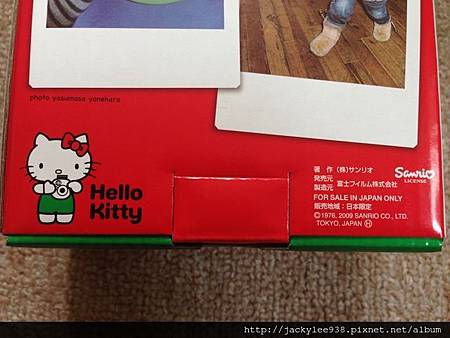 photo yasumasa yonehara
Hello
Kitty
著 作 (株)サンリオ
発売元
製造元 富士フイルム株式会社
FOR SALE IN JAPAN ONLY
販売地域：日本限定
©1976, 2009 SANRIO CO., LTD.
TOKYO, JAPAN Ⓗ
Sanrio
LICENSE
http://jackylee938.pixnet.net/album